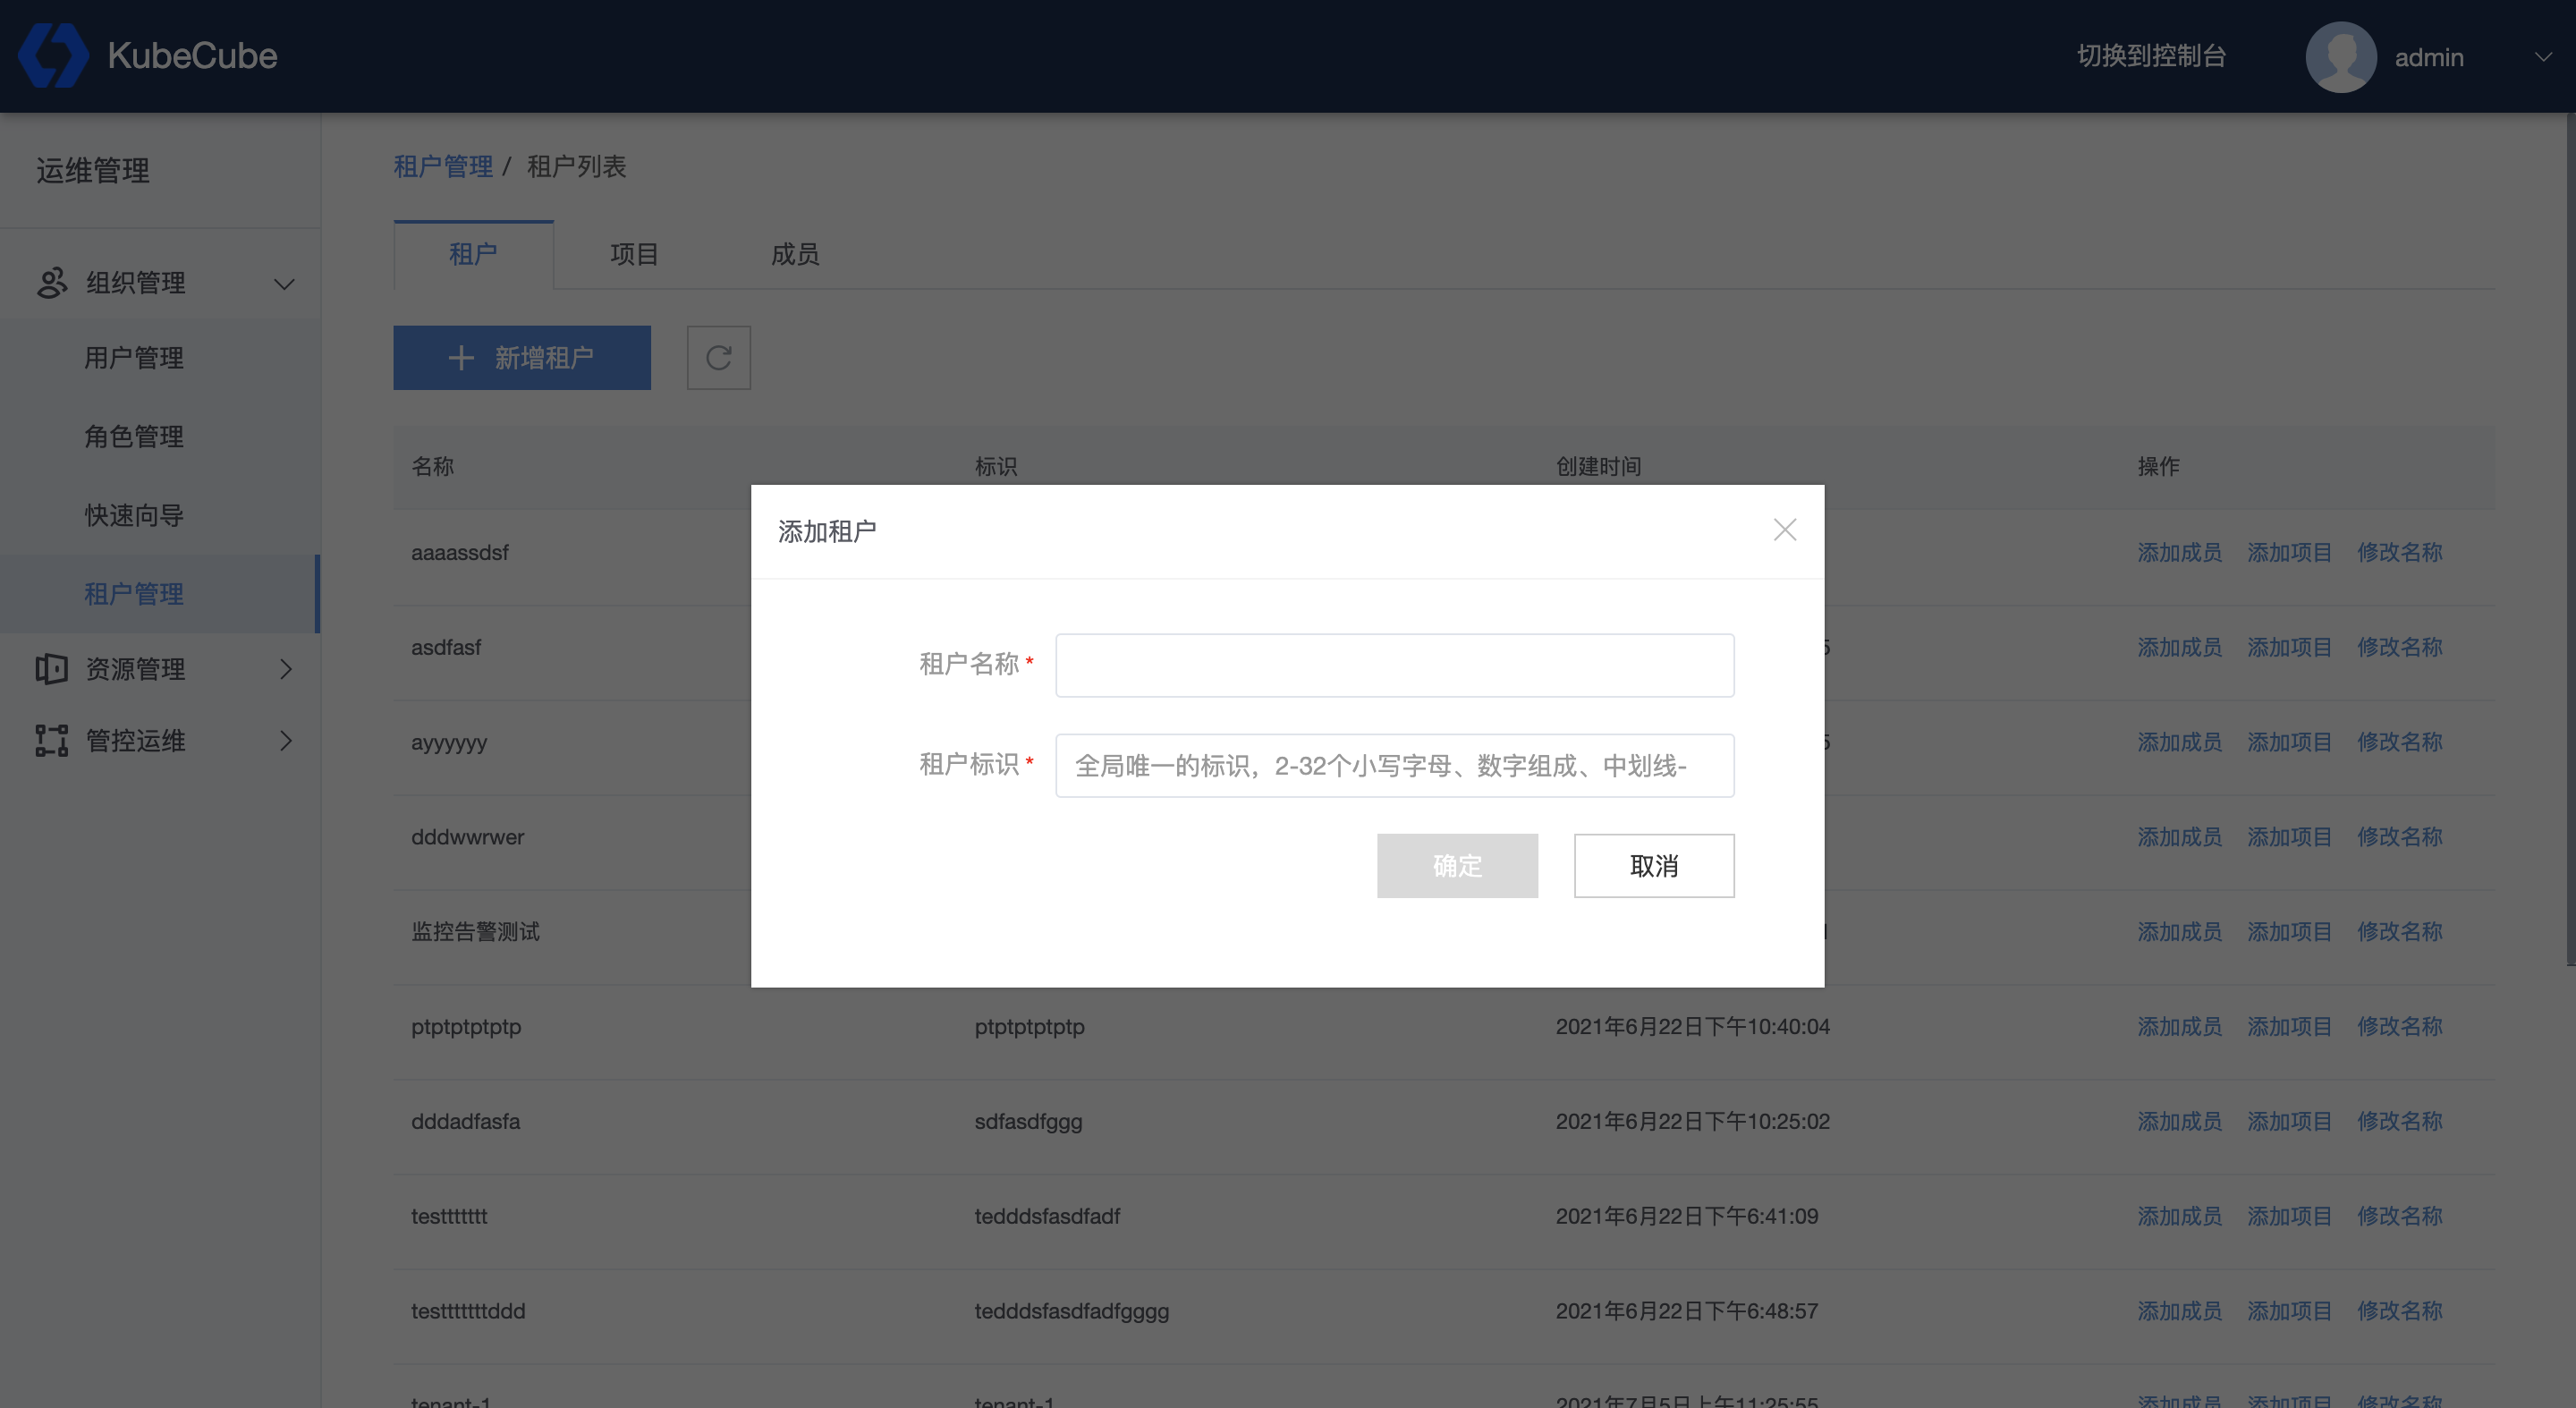 KubeCube
切换到控制台
admin
运维管理
组织管理
用户管理
角色管理
快速向导
租户管理
资源管理
管控运维
租户管理 / 租户列表
租户 项目 成员
新增租户
名称 标识 创建时间 操作
aaaassdsf 添加成员 添加项目 修改名称
asdfasf 添加成员 添加项目 修改名称
ayyyyyy 添加成员 添加项目 修改名称
dddwwrwer 添加成员 添加项目 修改名称
监控告警测试 添加成员 添加项目 修改名称
ptptptptptp ptptptptptp 2021年6月22日下午10:40:04 添加成员 添加项目 修改名称
dddadfasfa sdfasdfggg 2021年6月22日下午10:25:02 添加成员 添加项目 修改名称
testttttttt tedddsfasdfadf 2021年6月22日下午6:41:09 添加成员 添加项目 修改名称
testtttttttddd tedddsfasdfadfgggg 2021年6月22日下午6:48:57 添加成员 添加项目 修改名称
tenant-1 tenant-1 2021年7月5日上午11:25:55 添加成员 添加项目 修改名称
添加租户
租户名称*
租户标识* 全局唯一的标识，2-32个小写字母、数字组成、中划线-
确定 取消